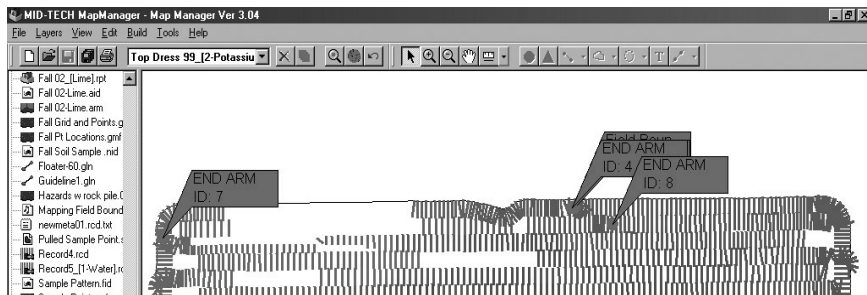 MID-TECH MapManager - Map Manager Ver 3.04
File Layers View Edit Build Tools Help
Top Dress 99_[2-Potassiu
T
Fall 02_[Lime].rpt
Fall 02-Lime.aid
Fall 02-Lime.arm
Fall Grid and Points.g
Fall Pt Locations.gmf
Fall Soil Sample .nid
Floater-60.gln
Guideline1.gln
Hazards w rock pile.
Mapping Field Bound
newmeta01.rcd.txt
Pulled Sample Point.s
Record4.rcd
Record5_[1-Water].rc
Sample Pattern.fid
Field Boun
END ARM
ID: 4
END ARM
ID: 8
END ARM
ID: 7